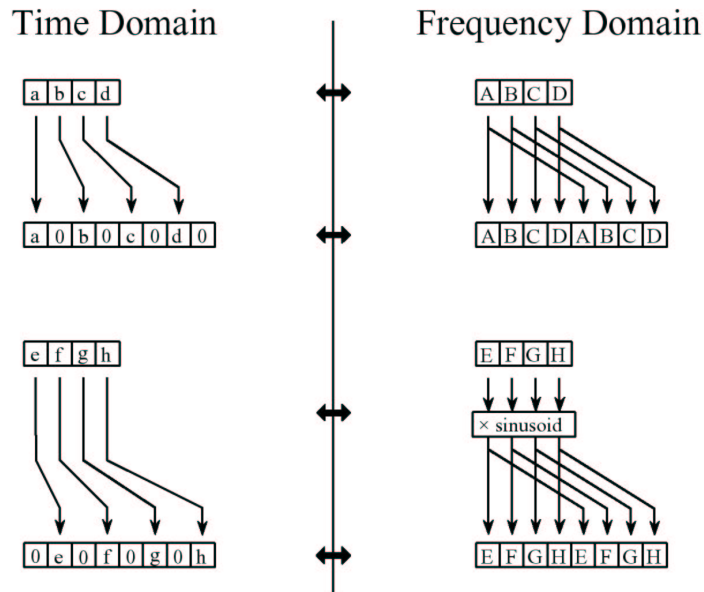 Time Domain
Frequency Domain
a b c d
A B C D
a 0 b 0 c 0 d 0
A B C D A B C D
e f g h
E F G H
× sinusoid
0 e 0 f 0 g 0 h
E F G H E F G H